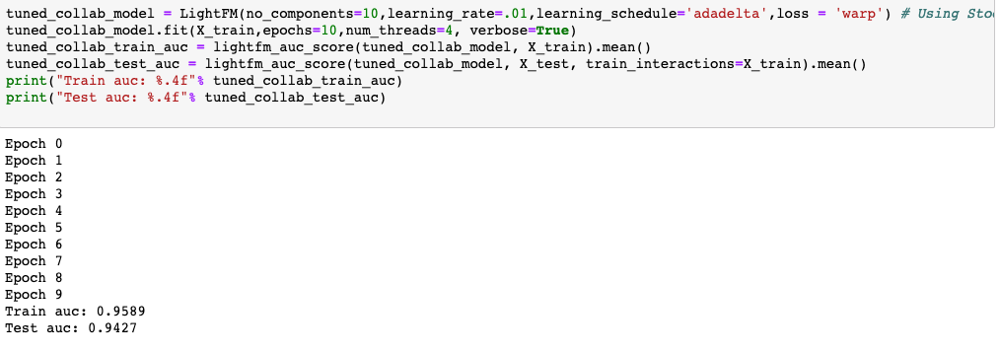 tuned_collab_model = LightFM(no_components=10,learning_rate=.01,learning_schedule='adadelta',loss = 'warp') # Using
tuned_collab_model.fit(X_train,epochs=10,num_threads=4, verbose=True)
tuned_collab_train_auc = lightfm_auc_score(tuned_collab_model, X_train).mean()
tuned_collab_test_auc = lightfm_auc_score(tuned_collab_model, X_test, train_interactions=X_train).mean()
print("Train auc: %.4f"% tuned_collab_train_auc)
print("Test auc: %.4f"% tuned_collab_test_auc)
Epoch 0
Epoch 1
Epoch 2
Epoch 3
Epoch 4
Epoch 5
Epoch 6
Epoch 7
Epoch 8
Epoch 9
Train auc: 0.9589
Test auc: 0.9427